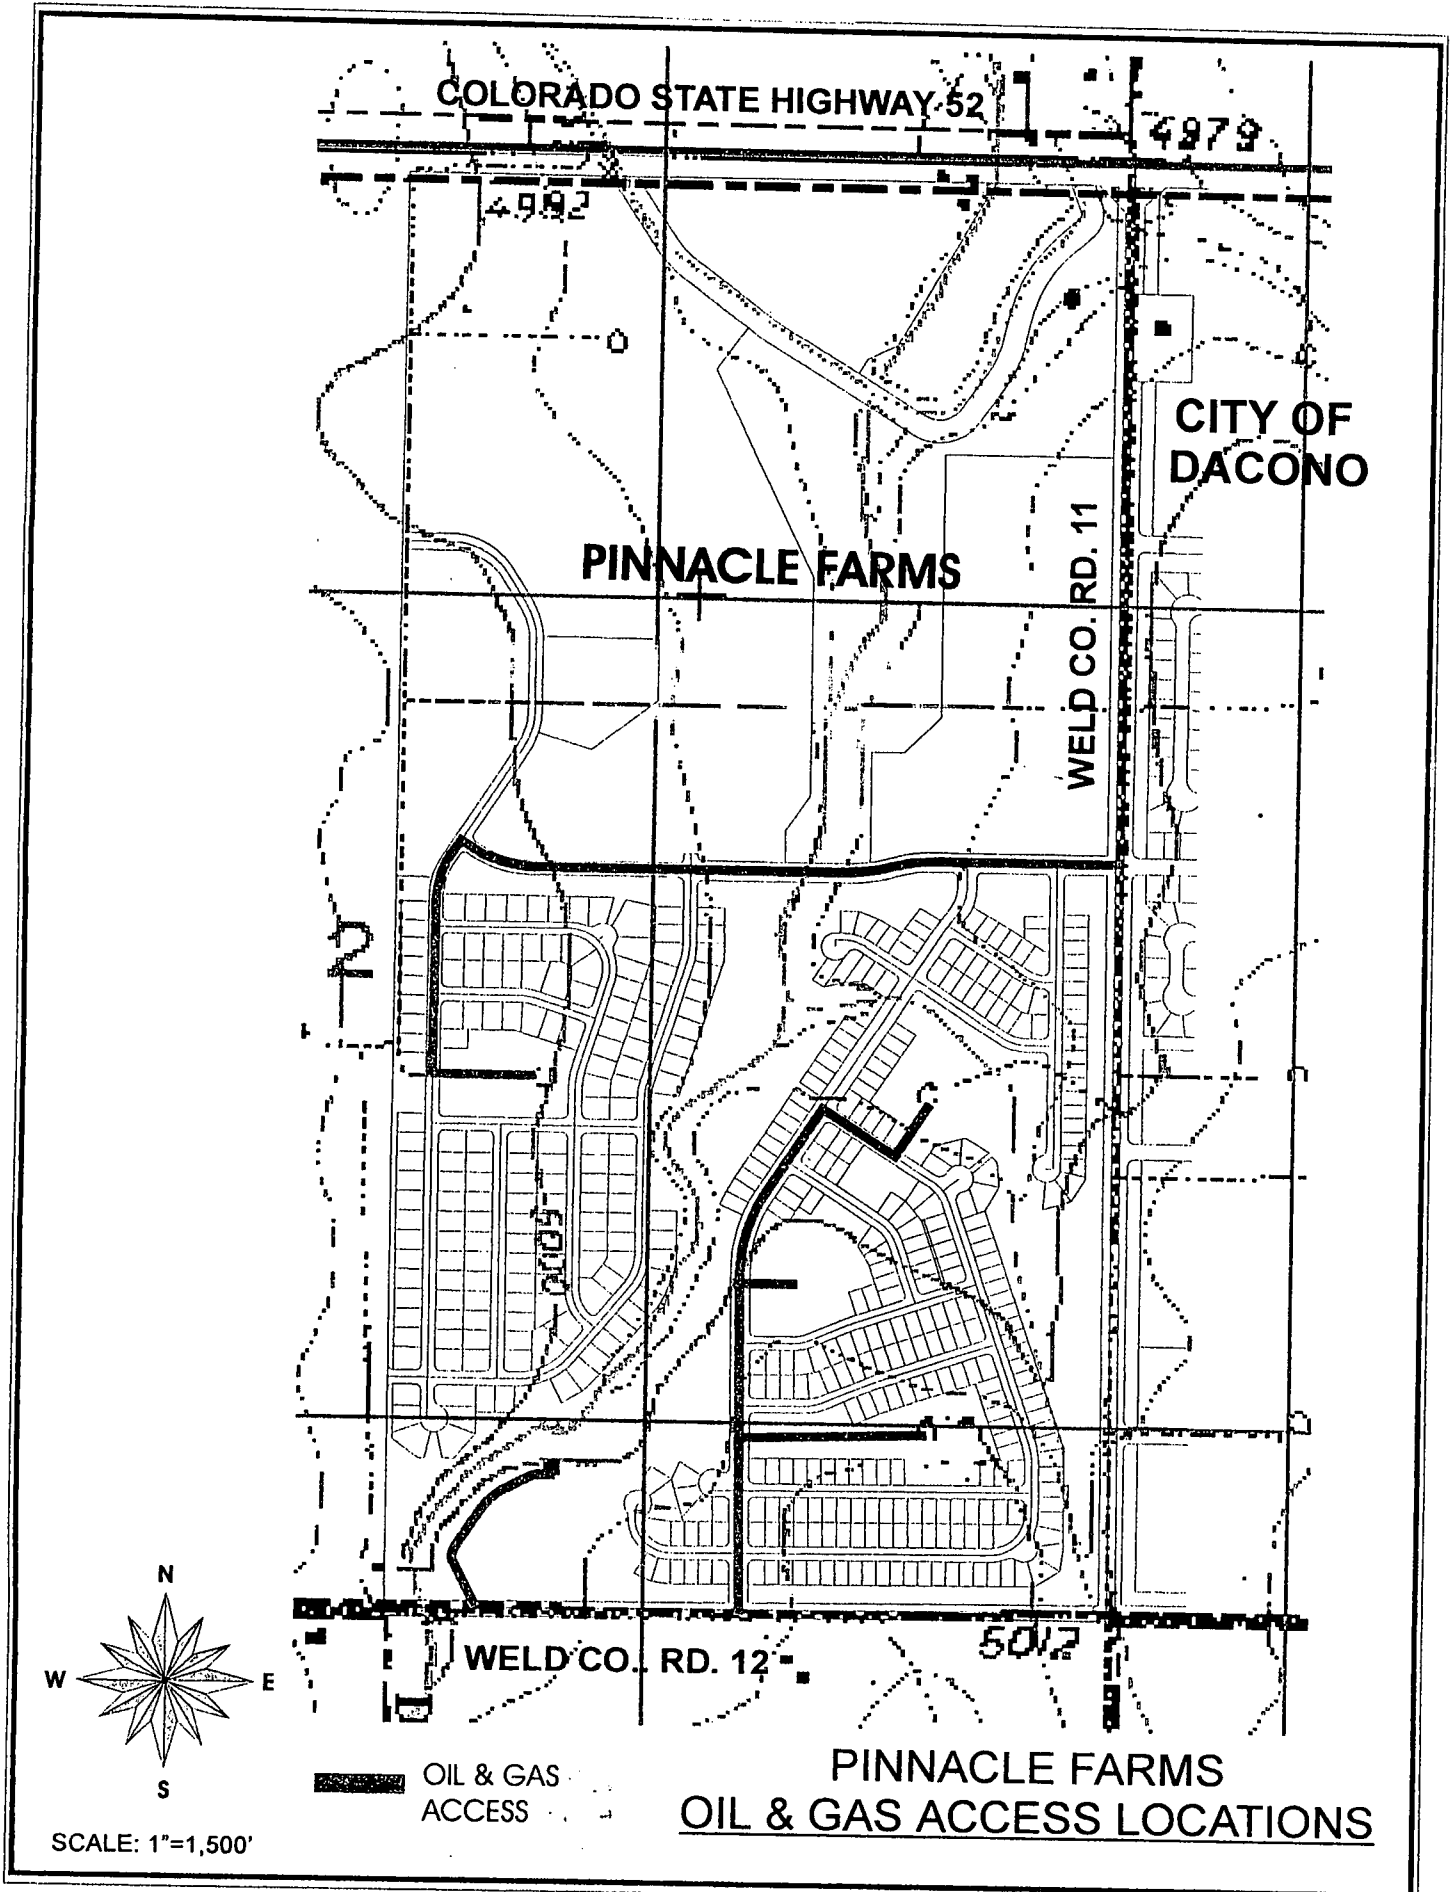 COLORADO STATE HIGHWAY 52
4979
4992
CITY OF
DACONO
PINNACLE FARMS
WELD CO. RD. 11
2
5000
N
W
E
S
WELD CO. RD. 12
5012
OIL & GAS
ACCESS
PINNACLE FARMS
OIL & GAS ACCESS LOCATIONS
SCALE: 1"=1,500'